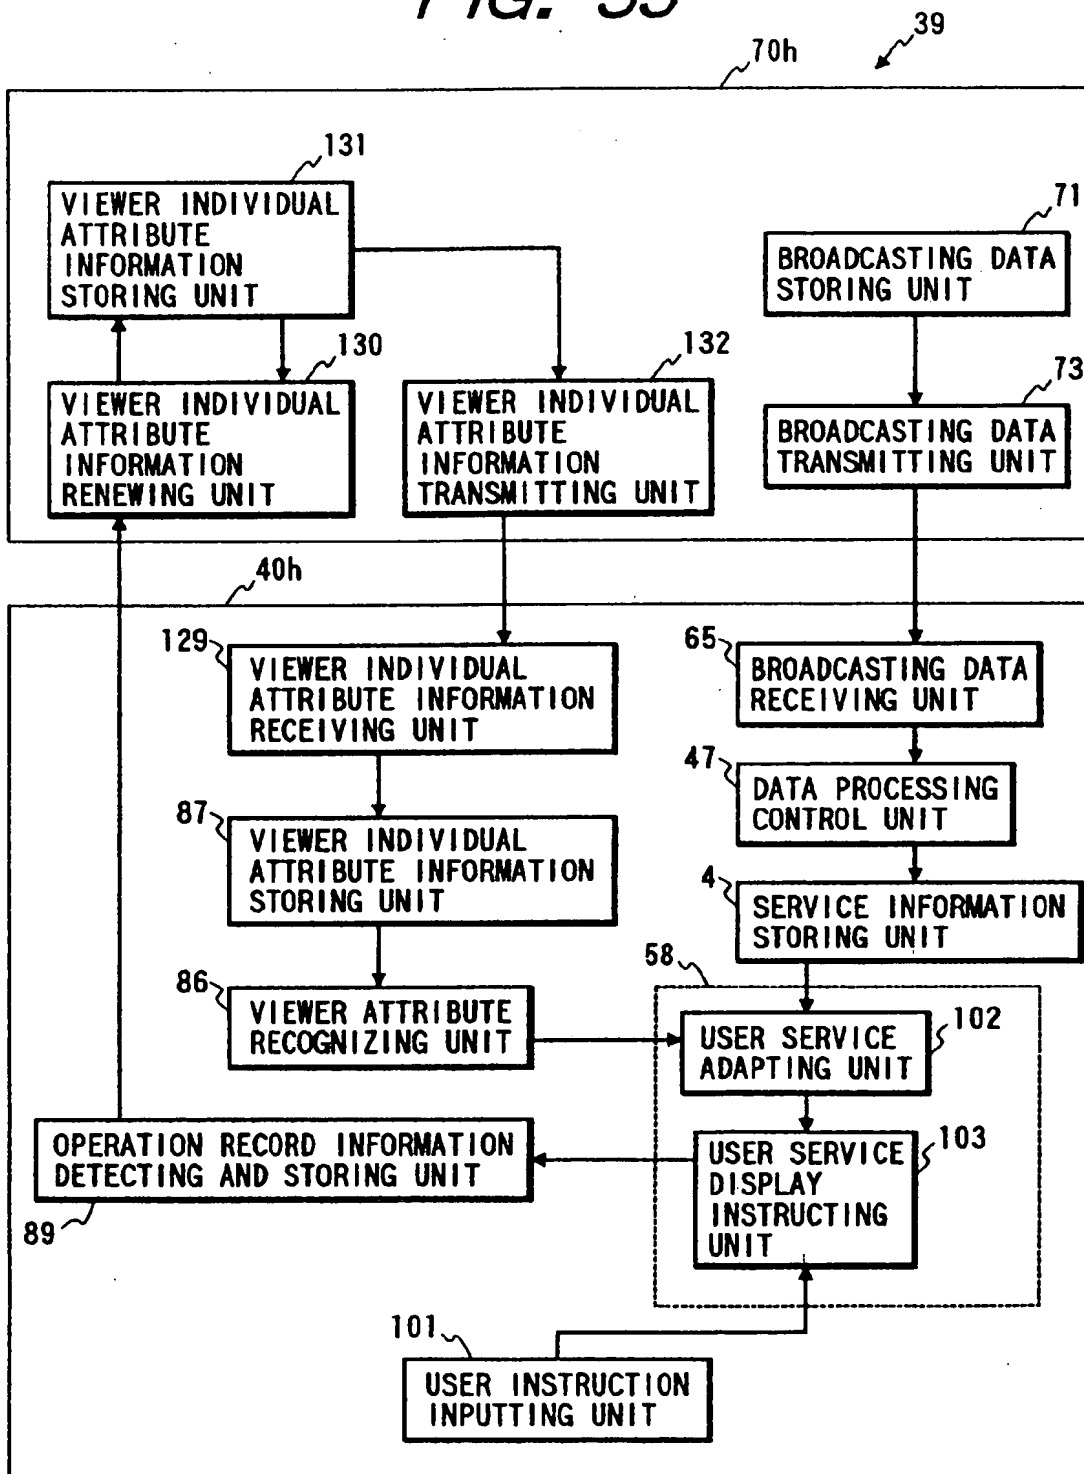 FIG. 53
39
70h
131
VIEWER INDIVIDUAL
ATTRIBUTE
INFORMATION
STORING UNIT
71
BROADCASTING DATA
STORING UNIT
130
VIEWER INDIVIDUAL
ATTRIBUTE
INFORMATION
RENEWING UNIT
132
VIEWER INDIVIDUAL
ATTRIBUTE
INFORMATION
TRANSMITTING UNIT
73
BROADCASTING DATA
TRANSMITTING UNIT
40h
129
VIEWER INDIVIDUAL
ATTRIBUTE INFORMATION
RECEIVING UNIT
65
BROADCASTING DATA
RECEIVING UNIT
47
DATA PROCESSING
CONTROL UNIT
87
VIEWER INDIVIDUAL
ATTRIBUTE INFORMATION
STORING UNIT
4
SERVICE INFORMATION
STORING UNIT
58
86
VIEWER ATTRIBUTE
RECOGNIZING UNIT
102
USER SERVICE
ADAPTING UNIT
OPERATION RECORD INFORMATION
DETECTING AND STORING UNIT
89
103
USER SERVICE
DISPLAY
INSTRUCTING
UNIT
101
USER INSTRUCTION
INPUTTING UNIT